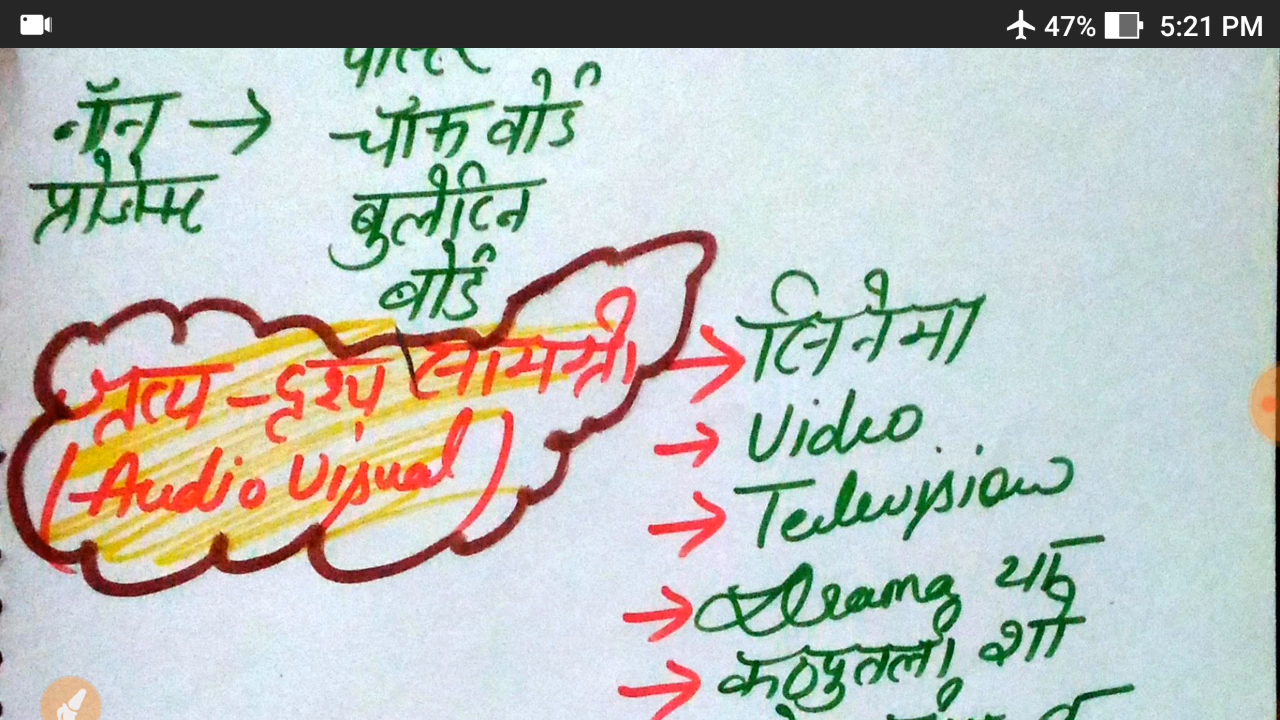 47% 5:21 PM
नॉन → चॉक बोर्ड
प्रोजेक्ट बुलेटिन
बोर्ड
श्रव्य - दृश्य सामग्री → सिनेमा
(Audio Visual) → Video
→ Television
→ Drama
→ कठपुतली शो